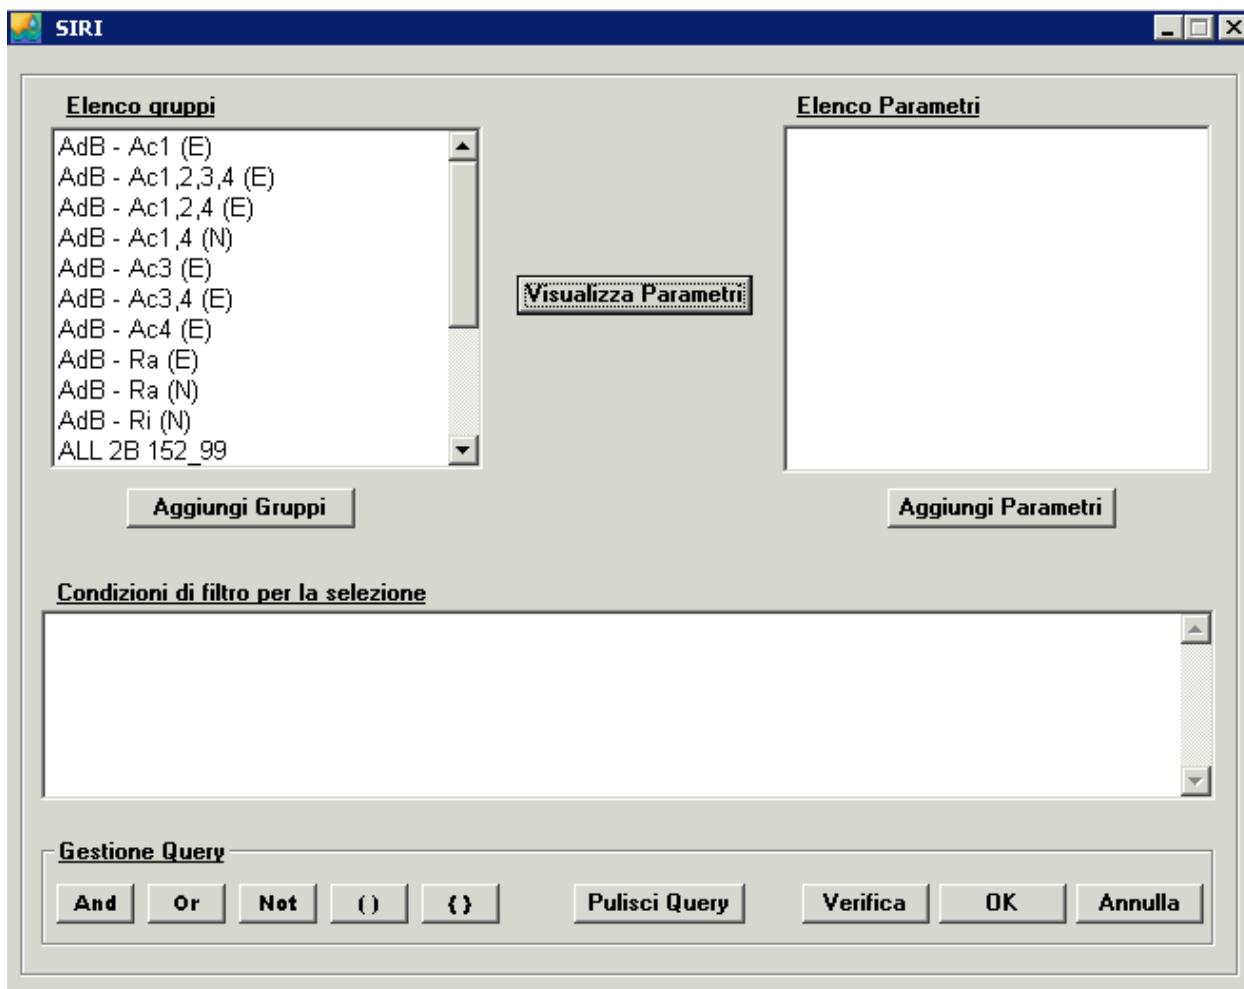 SIRI
Elenco gruppi
Elenco Parametri
AdB - Ac1 (E)
AdB - Ac1,2,3,4 (E)
AdB - Ac1,2,4 (E)
AdB - Ac1,4 (N)
AdB - Ac3 (E)
AdB - Ac3,4 (E)
AdB - Ac4 (E)
AdB - Ra (E)
AdB - Ra (N)
AdB - Ri (N)
ALL 2B 152_99
Visualizza Parametri
Aggiungi Gruppi
Aggiungi Parametri
Condizioni di filtro per la selezione
Gestione Query
And Or Not ( ) { } Pulisci Query Verifica OK Annulla